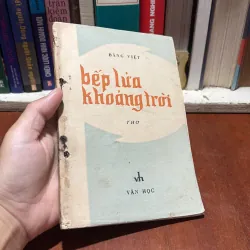 BẰNG VIỆT
bếp lửa
khoảng trời
THƠ
vh
VĂN HỌC